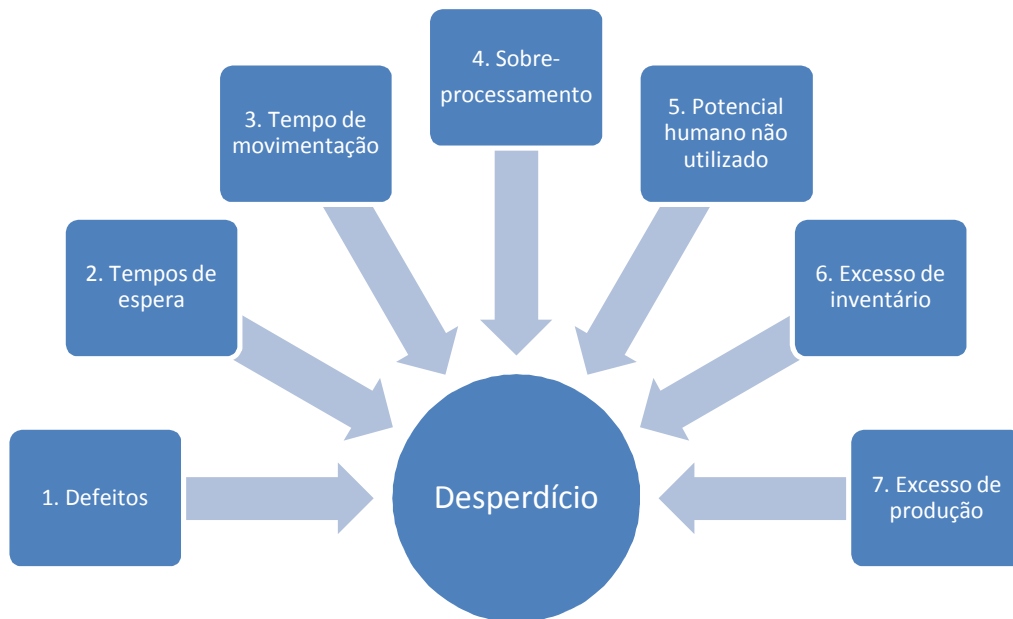 1. Defeitos
2. Tempos de
espera
3. Tempo de
movimentação
4. Sobre-
processamento
5. Potencial
humano não
utilizado
6. Excesso de
inventário
7. Excesso de
produção
Desperdício